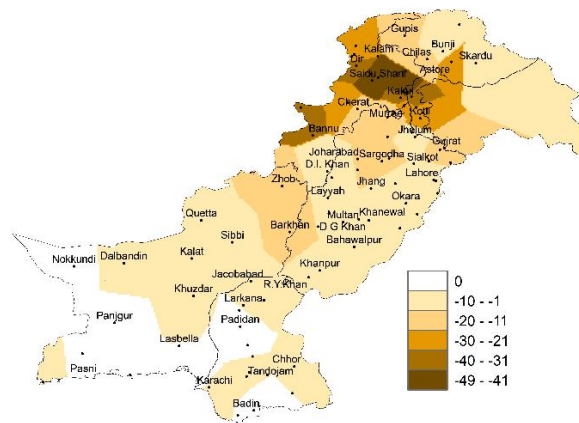 Gupis
Bunji
Kalam
Chilas
Skardu
Dir
Astore
Saidu Sharif
Cherat
Kotli
Bannu
Jhelum
Gujrat
Joharabad
Sargodha
Sialkot
D.I. Khan
Zhob
Jhang
Lahore
Layyah
Okara
Quetta
Multan
Khanewal
Barkhan
D G Khan
Sibbi
Bahawalpur
Kalat
Nokkundi
Dalbandin
Khanpur
Jacobabad
R.Y.Khan
Khuzdar
Larkana
Panjgur
Padidan
Lasbella
Pasni
Chhor
Tandojam
Karachi
Badin
0
-10 - -1
-20 - -11
-30 - -21
-40 - -31
-49 - -41